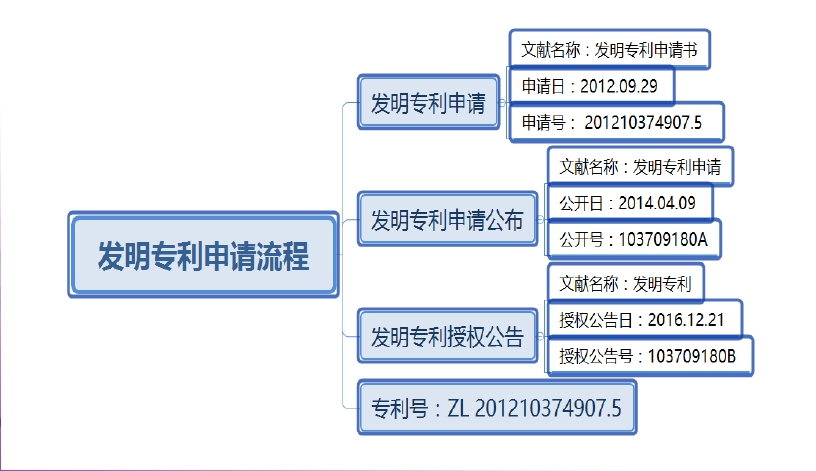 发明专利申请流程
发明专利申请
文献名称：发明专利申请书
申请日：2012.09.29
申请号： 201210374907.5
发明专利申请公布
文献名称：发明专利申请
公开日：2014.04.09
公开号：103709180A
发明专利授权公告
文献名称：发明专利
授权公告日：2016.12.21
授权公告号：103709180B
专利号：ZL 201210374907.5